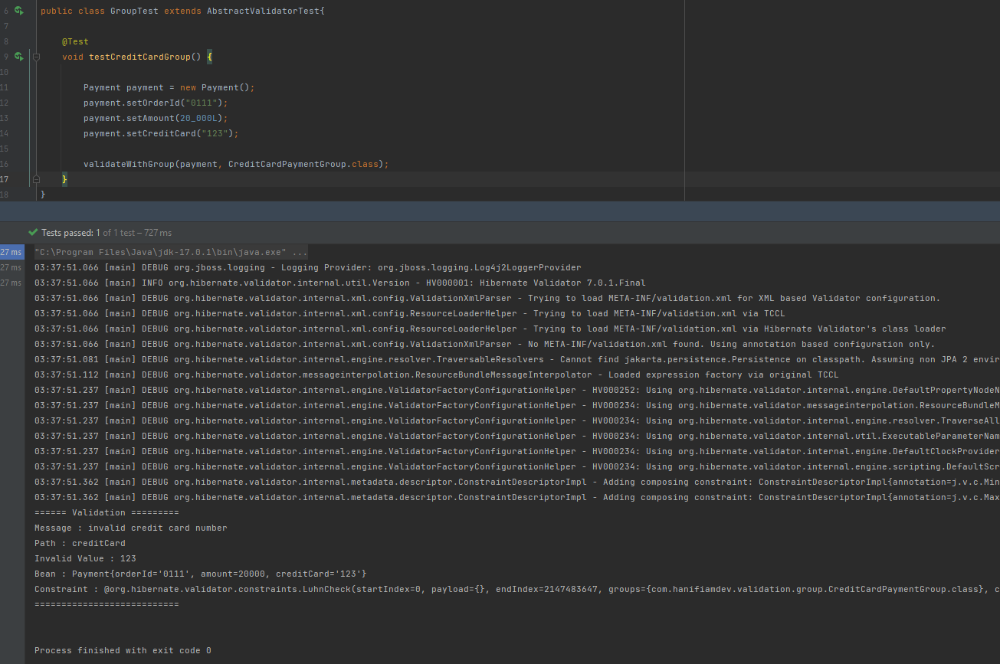 6 public class GroupTest extends AbstractValidatorTest{
7
8 @Test
9 void testCreditCardGroup() {
10
11 Payment payment = new Payment();
12 payment.setOrderId("0111");
13 payment.setAmount(20_000L);
14 payment.setCreditCard("123");
15
16 validateWithGroup(payment, CreditCardPaymentGroup.class);
17 }
18 }
Tests passed: 1 of 1 test – 727 ms
27 ms "C:\Program Files\Java\jdk-17.0.1\bin\java.exe" ...
27 ms 03:37:51.066 [main] DEBUG org.jboss.logging - Logging Provider: org.jboss.logging.Log4j2LoggerProvider
27 ms 03:37:51.066 [main] INFO org.hibernate.validator.internal.util.Version - HV000001: Hibernate Validator 7.0.1.Final
03:37:51.066 [main] DEBUG org.hibernate.validator.internal.xml.config.ValidationXmlParser - Trying to load META-INF/validation.xml for XML based Validator configuration.
03:37:51.066 [main] DEBUG org.hibernate.validator.internal.xml.config.ResourceLoaderHelper - Trying to load META-INF/validation.xml via TCCL
03:37:51.066 [main] DEBUG org.hibernate.validator.internal.xml.config.ResourceLoaderHelper - Trying to load META-INF/validation.xml via Hibernate Validator's class loader
03:37:51.066 [main] DEBUG org.hibernate.validator.internal.xml.config.ValidationXmlParser - No META-INF/validation.xml found. Using annotation based configuration only.
03:37:51.081 [main] DEBUG org.hibernate.validator.internal.engine.resolver.TraversableResolvers - Cannot find jakarta.persistence.Persistence on classpath. Assuming non JPA 2 envir
03:37:51.112 [main] DEBUG org.hibernate.validator.messageinterpolation.ResourceBundleMessageInterpolator - Loaded expression factory via original TCCL
03:37:51.237 [main] DEBUG org.hibernate.validator.internal.engine.ValidatorFactoryConfigurationHelper - HV000252: Using org.hibernate.validator.internal.engine.DefaultPropertyNodeN
03:37:51.237 [main] DEBUG org.hibernate.validator.internal.engine.ValidatorFactoryConfigurationHelper - HV000234: Using org.hibernate.validator.messageinterpolation.ResourceBundleM
03:37:51.237 [main] DEBUG org.hibernate.validator.internal.engine.ValidatorFactoryConfigurationHelper - HV000234: Using org.hibernate.validator.internal.engine.resolver.TraverseAll
03:37:51.237 [main] DEBUG org.hibernate.validator.internal.engine.ValidatorFactoryConfigurationHelper - HV000234: Using org.hibernate.validator.internal.util.ExecutableParameterNam
03:37:51.237 [main] DEBUG org.hibernate.validator.internal.engine.ValidatorFactoryConfigurationHelper - HV000234: Using org.hibernate.validator.internal.engine.DefaultClockProvider
03:37:51.237 [main] DEBUG org.hibernate.validator.internal.engine.ValidatorFactoryConfigurationHelper - HV000234: Using org.hibernate.validator.internal.engine.scripting.DefaultScr
03:37:51.362 [main] DEBUG org.hibernate.validator.internal.metadata.descriptor.ConstraintDescriptorImpl - Adding composing constraint: ConstraintDescriptorImpl{annotation=j.v.c.Min
03:37:51.362 [main] DEBUG org.hibernate.validator.internal.metadata.descriptor.ConstraintDescriptorImpl - Adding composing constraint: ConstraintDescriptorImpl{annotation=j.v.c.Max
====== Validation =========
Message : invalid credit card number
Path : creditCard
Invalid Value : 123
Bean : Payment{orderId='0111', amount=20000, creditCard='123'}
Constraint : @org.hibernate.validator.constraints.LuhnCheck(startIndex=0, payload={}, endIndex=2147483647, groups={com.hanifiamdev.validation.group.CreditCardPaymentGroup.class}, c
===========================
Process finished with exit code 0